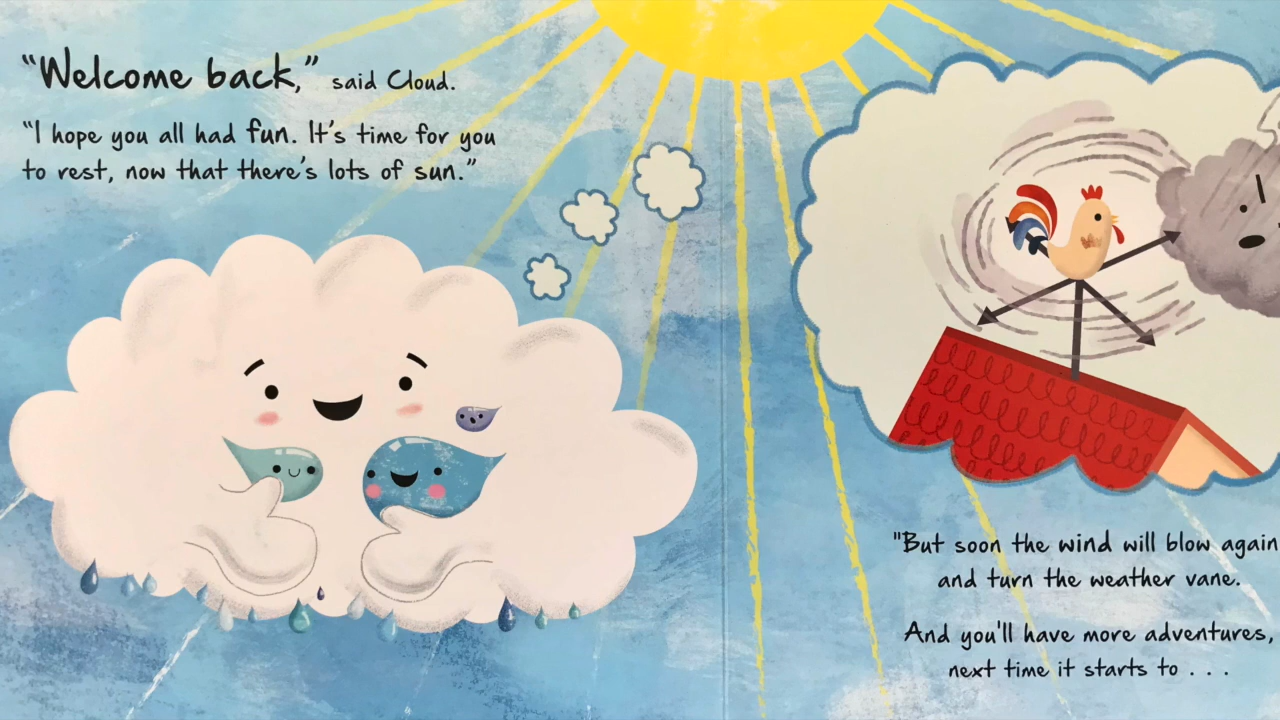 “Welcome back,” said Cloud.
“I hope you all had fun. It’s time for you
to rest, now that there’s lots of sun.”
"But soon the wind will blow again
and turn the weather vane.
And you'll have more adventures,
next time it starts to . . .